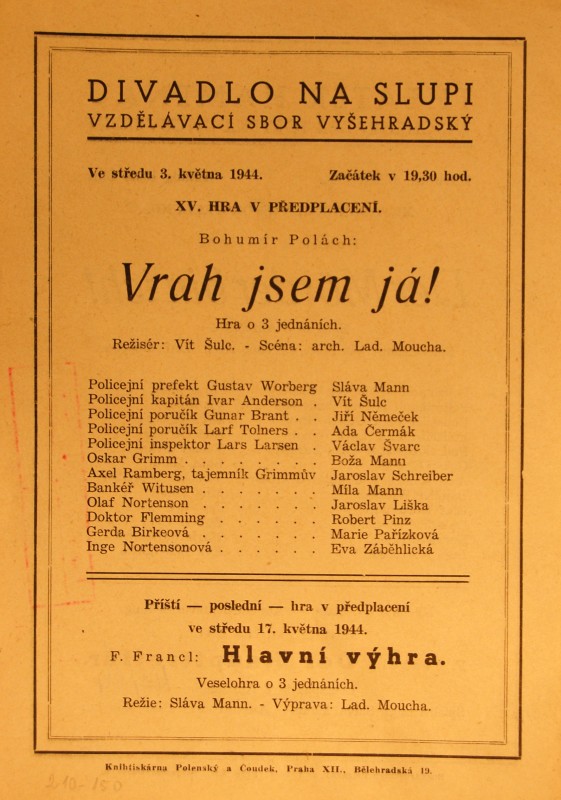 DIVADLO NA SLUPI
VZDĚLÁVACÍ SBOR VYŠEHRADSKÝ
Ve středu 3. května 1944. Začátek v 19,30 hod.
XV. HRA V PŘEDPLACENÍ.
Bohumír Polách:
Vrah jsem já!
Hra o 3 jednáních.
Režisér: Vít Šulc. - Scéna: arch. Lad. Moucha.
Policejní prefekt Gustav Worberg Sláva Mann
Policejní kapitán Ivar Anderson . Vít Šulc
Policejní poručík Gunar Brant . . Jiří Němeček
Policejní poručík Larf Tolners . . Ada Čermák
Policejní inspektor Lars Larsen . Václav Švarc
Oskar Grimm . . . . . . . . Boža Mann
Axel Ramberg, tajemník Grimmův Jaroslav Schreiber
Bankéř Witusen . . . . . . . Míla Mann
Olaf Nortenson . . . . . . . Jaroslav Liška
Doktor Flemming . . . . . . Robert Pinz
Gerda Birkeová . . . . . . . Marie Pařízková
Inge Nortensonová . . . . . . Eva Záběhlická
Příští — poslední — hra v předplacení
ve středu 17. května 1944.
F. Francl: Hlavní výhra.
Veselohra o 3 jednáních.
Režie: Sláva Mann. - Výprava: Lad. Moucha.
Knihtiskárna Polenský a Čoudek, Praha XII., Bělehradská 19.
210-150